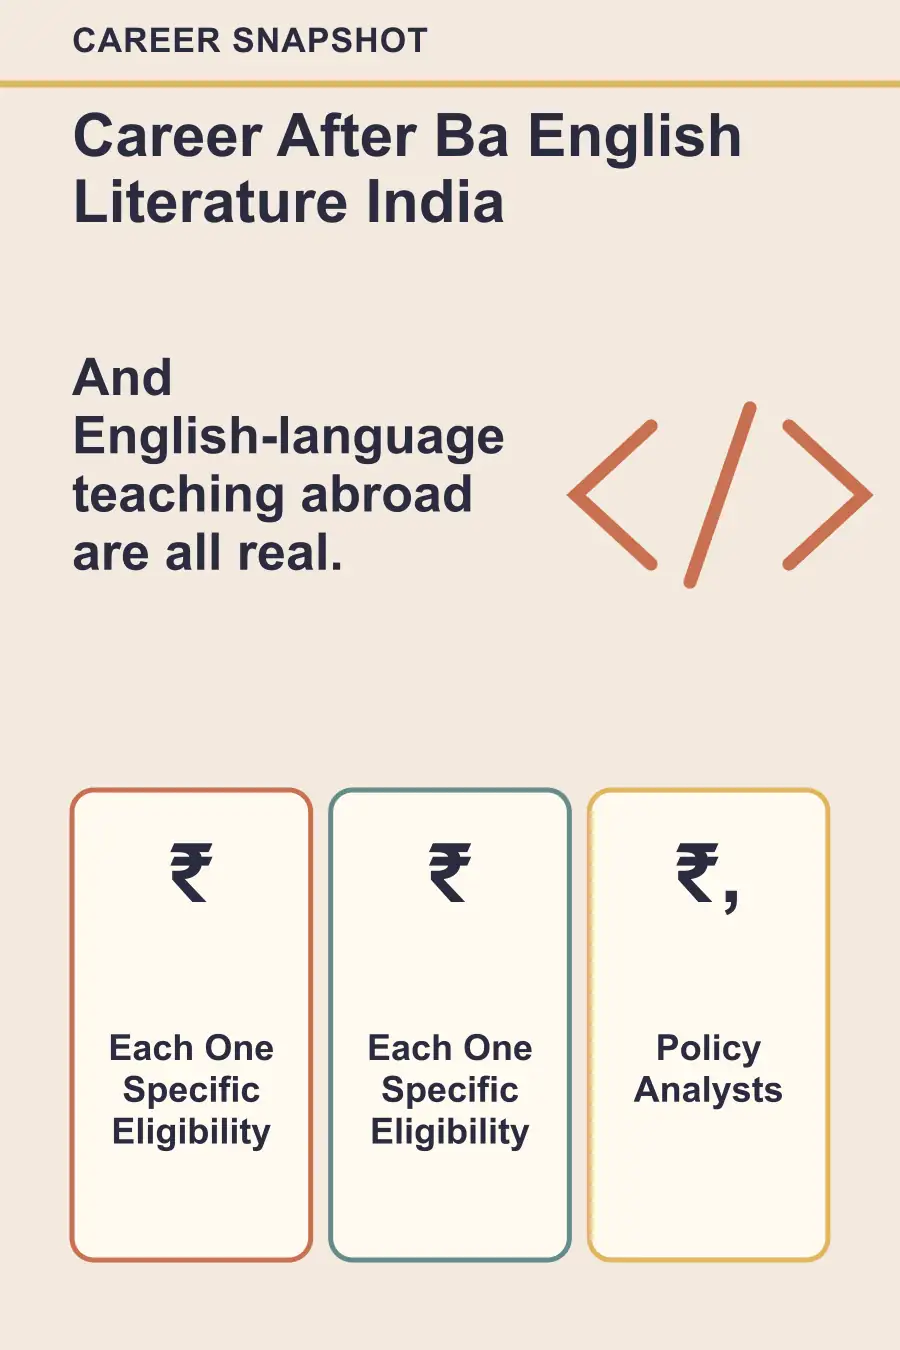 CAREER SNAPSHOT
Career After Ba English
Literature India
And
English-language
teaching abroad
are all real.
₹
Each One
Specific
Eligibility
₹
Each One
Specific
Eligibility
₹,
Policy
Analysts